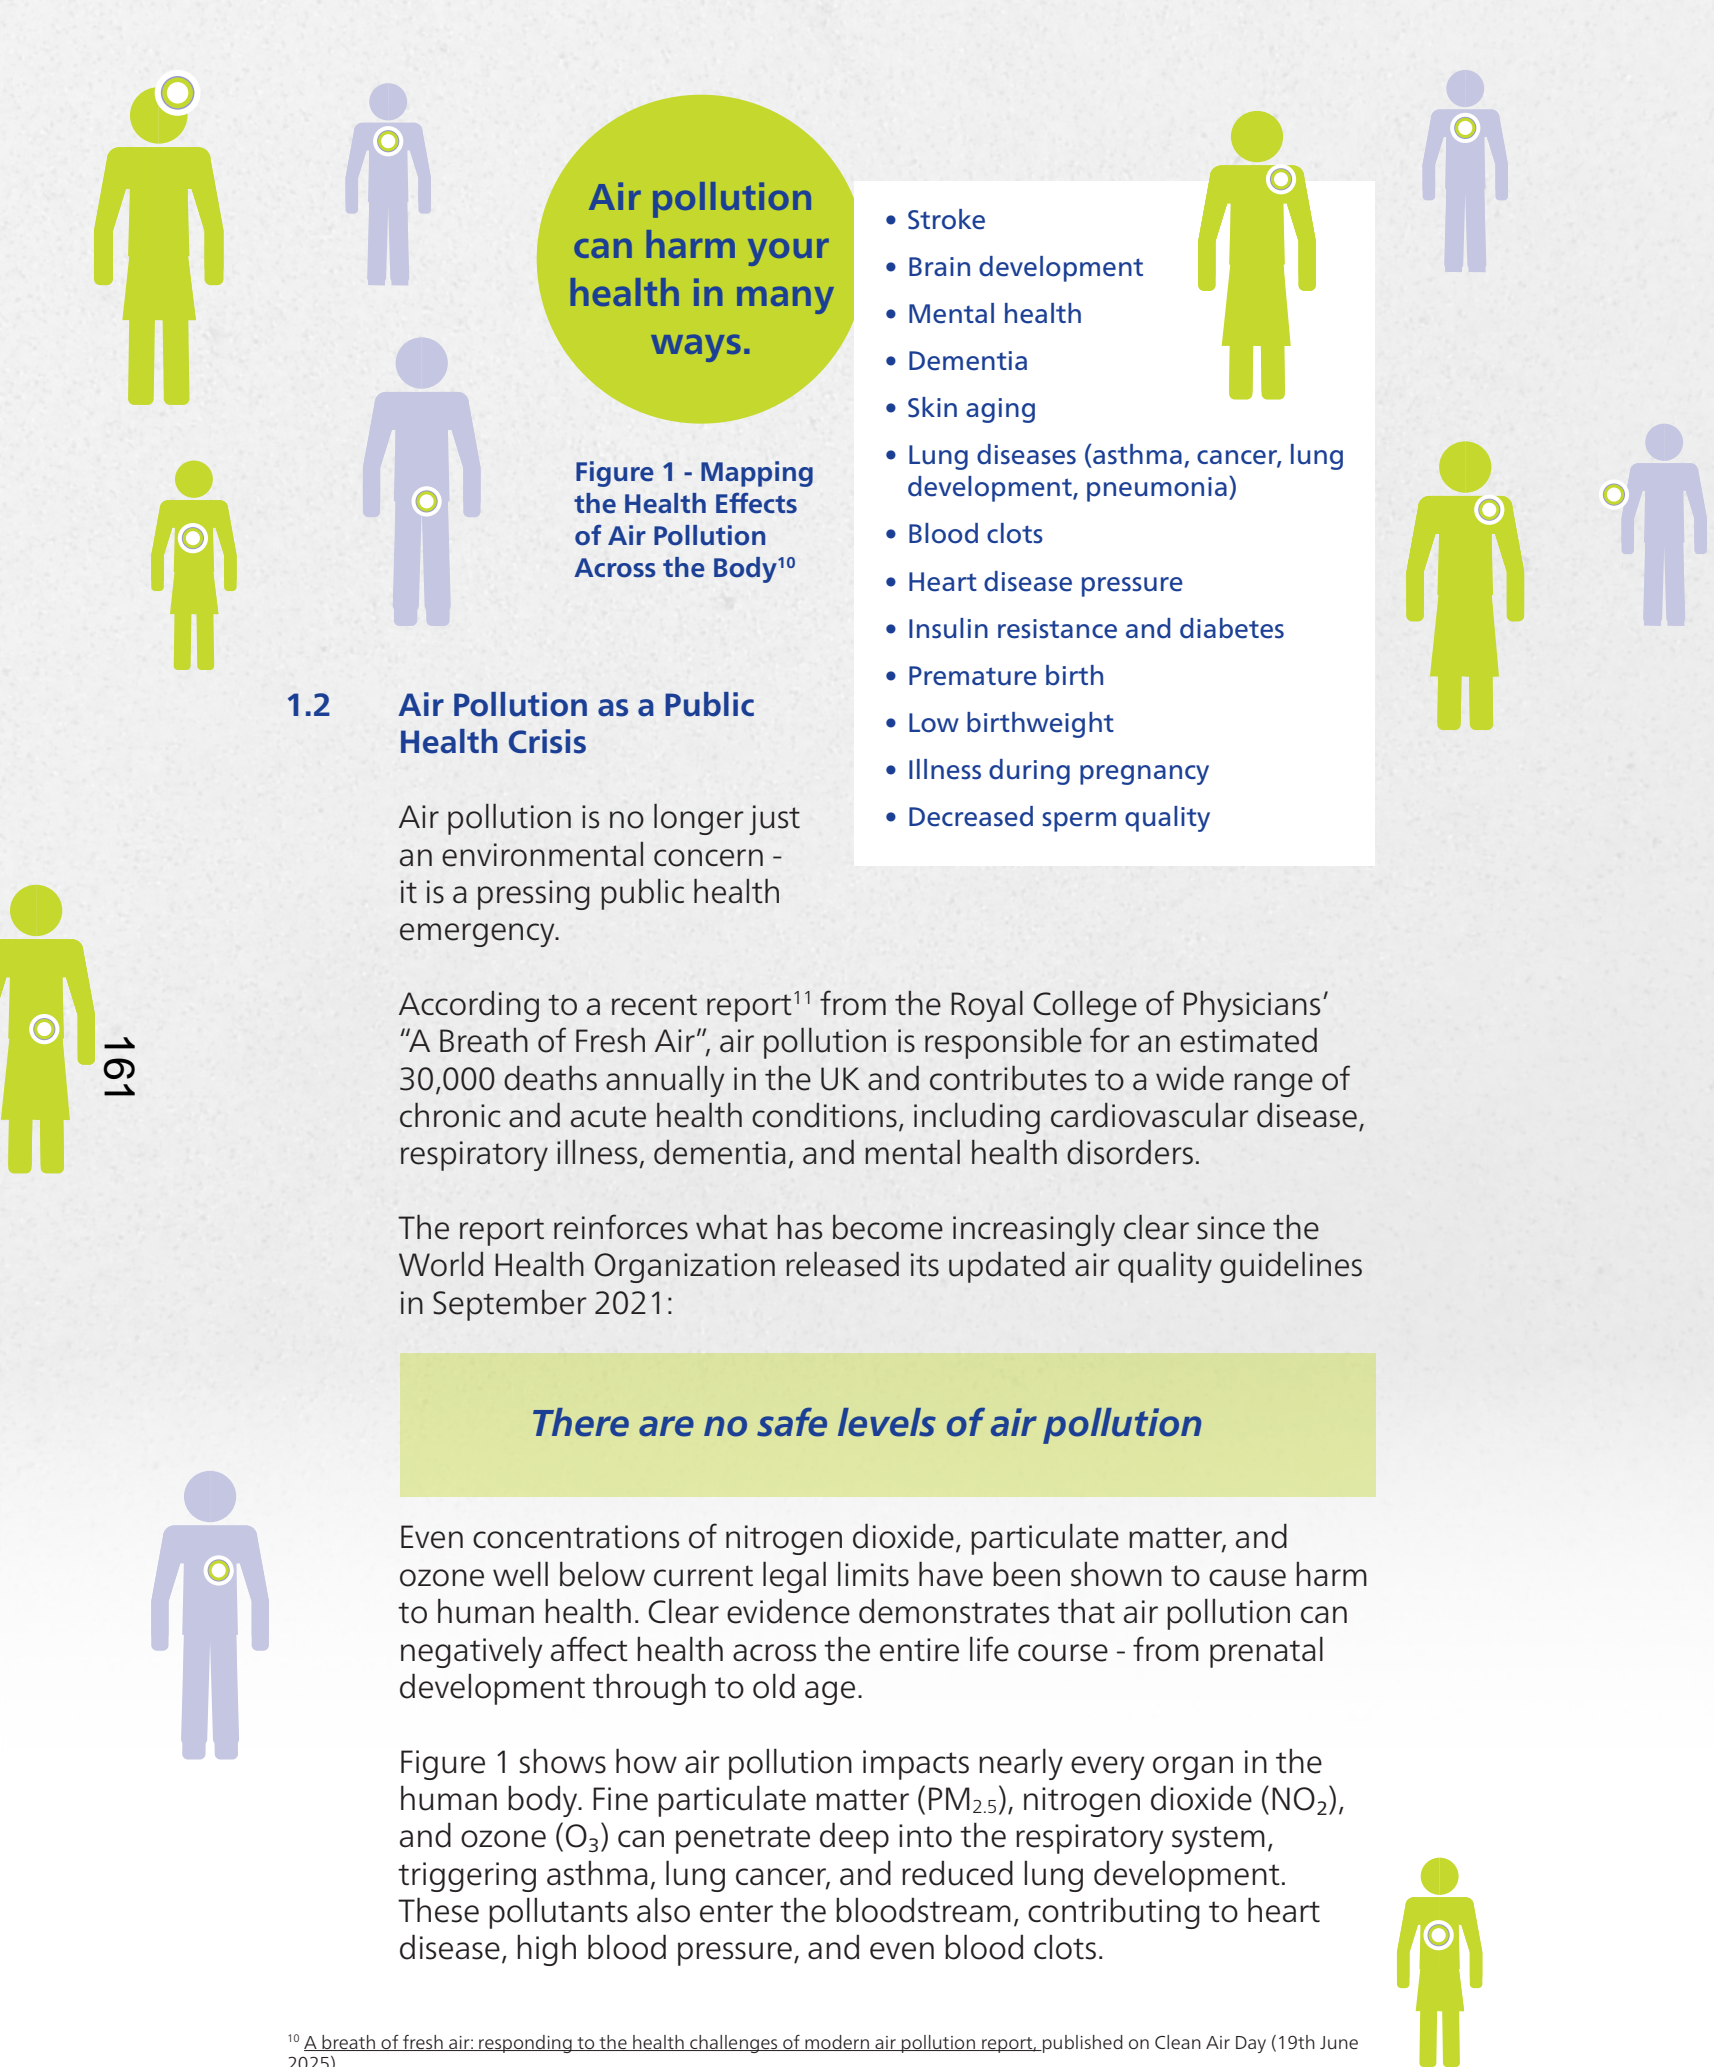 Air pollution
can harm your
health in many
ways.
Figure 1 - Mapping
the Health Effects
of Air Pollution
Across the Body¹⁰
• Stroke
• Brain development
• Mental health
• Dementia
• Skin aging
• Lung diseases (asthma, cancer, lung
development, pneumonia)
• Blood clots
• Heart disease pressure
• Insulin resistance and diabetes
• Premature birth
• Low birthweight
• Illness during pregnancy
• Decreased sperm quality
1.2 Air Pollution as a Public
Health Crisis
Air pollution is no longer just
an environmental concern -
it is a pressing public health
emergency.
According to a recent report¹¹ from the Royal College of Physicians’
“A Breath of Fresh Air”, air pollution is responsible for an estimated
30,000 deaths annually in the UK and contributes to a wide range of
chronic and acute health conditions, including cardiovascular disease,
respiratory illness, dementia, and mental health disorders.
The report reinforces what has become increasingly clear since the
World Health Organization released its updated air quality guidelines
in September 2021:
There are no safe levels of air pollution
Even concentrations of nitrogen dioxide, particulate matter, and
ozone well below current legal limits have been shown to cause harm
to human health. Clear evidence demonstrates that air pollution can
negatively affect health across the entire life course - from prenatal
development through to old age.
Figure 1 shows how air pollution impacts nearly every organ in the
human body. Fine particulate matter (PM₂.₅), nitrogen dioxide (NO₂),
and ozone (O₃) can penetrate deep into the respiratory system,
triggering asthma, lung cancer, and reduced lung development.
These pollutants also enter the bloodstream, contributing to heart
disease, high blood pressure, and even blood clots.
¹⁰ A breath of fresh air: responding to the health challenges of modern air pollution report, published on Clean Air Day (19th June
2025)
161